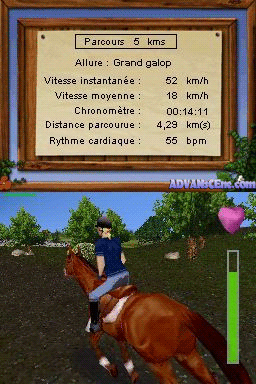 Parcours 5 kms
Allure : Grand galop
Vitesse instantanée : 52 km/h
Vitesse moyenne : 18 km/h
Chronomètre : 00:14:11
Distance parcourue : 4,29 km(s)
Rythme cardiaque : 55 bpm
ADVANsCEne.com